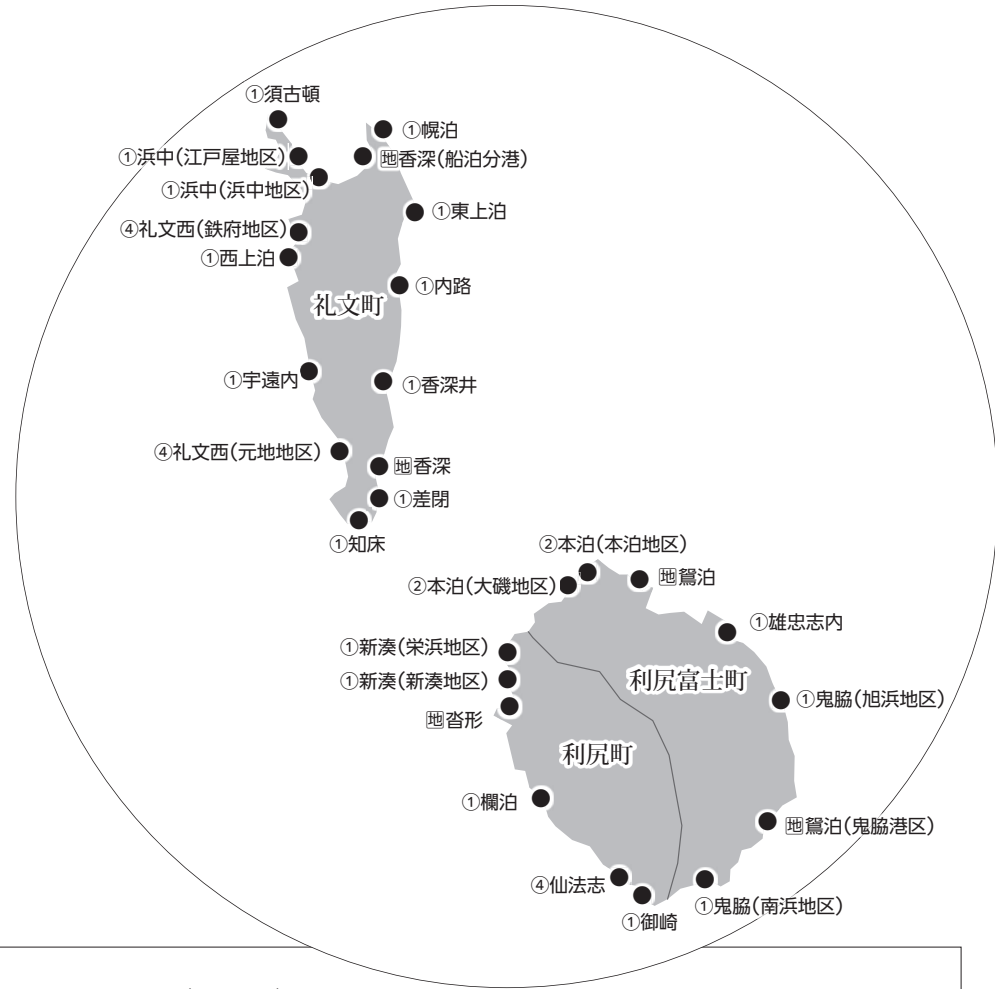 ①須古頓
①幌泊
①浜中(江戸屋地区)
地香深(船泊分港)
①浜中(浜中地区)
①東上泊
④礼文西(鉄府地区)
①西上泊
①内路
礼文町
①宇遠内
①香深井
④礼文西(元地地区)
地香深
①差閉
①知床
②本泊(本泊地区)
②本泊(大磯地区)
地鴛泊
①雄忠志内
①新湊(栄浜地区)
①新湊(新湊地区)
利尻富士町
①鬼脇(旭浜地区)
地沓形
利尻町
①欄泊
地鴛泊(鬼脇港区)
④仙法志
①御崎
①鬼脇(南浜地区)